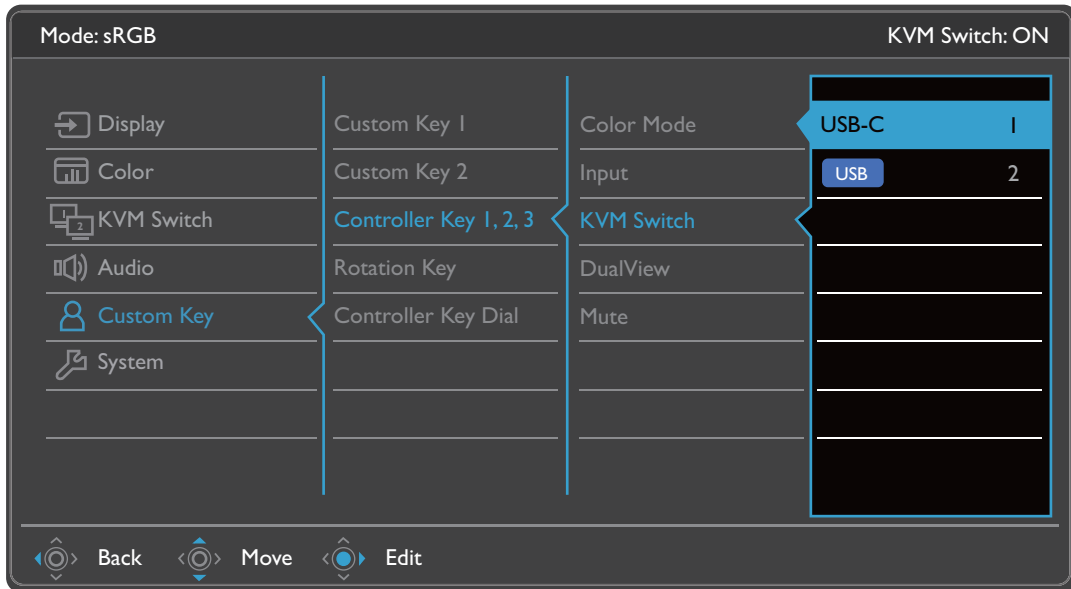 Mode: sRGB
KVM Switch: ON
Display
Color
1
2
KVM Switch
Audio
Custom Key
System
Custom Key 1
Custom Key 2
Controller Key 1, 2, 3
Rotation Key
Controller Key Dial
Color Mode
Input
KVM Switch
DualView
Mute
USB-C 1
USB 2
Back Move Edit